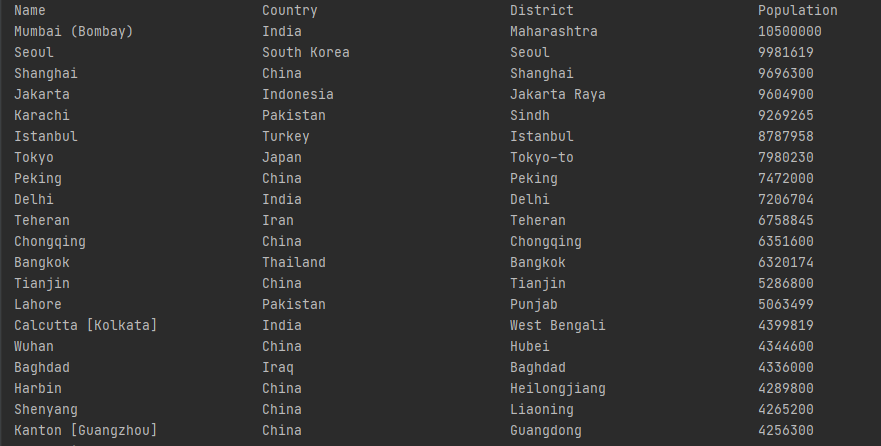 Name Country District Population
Mumbai (Bombay) India Maharashtra 10500000
Seoul South Korea Seoul 9981619
Shanghai China Shanghai 9696300
Jakarta Indonesia Jakarta Raya 9604900
Karachi Pakistan Sindh 9269265
Istanbul Turkey Istanbul 8787958
Tokyo Japan Tokyo-to 7980230
Peking China Peking 7472000
Delhi India Delhi 7206704
Teheran Iran Teheran 6758845
Chongqing China Chongqing 6351600
Bangkok Thailand Bangkok 6320174
Tianjin China Tianjin 5286800
Lahore Pakistan Punjab 5063499
Calcutta [Kolkata] India West Bengali 4399819
Wuhan China Hubei 4344600
Baghdad Iraq Baghdad 4336000
Harbin China Heilongjiang 4289800
Shenyang China Liaoning 4265200
Kanton [Guangzhou] China Guangdong 4256300